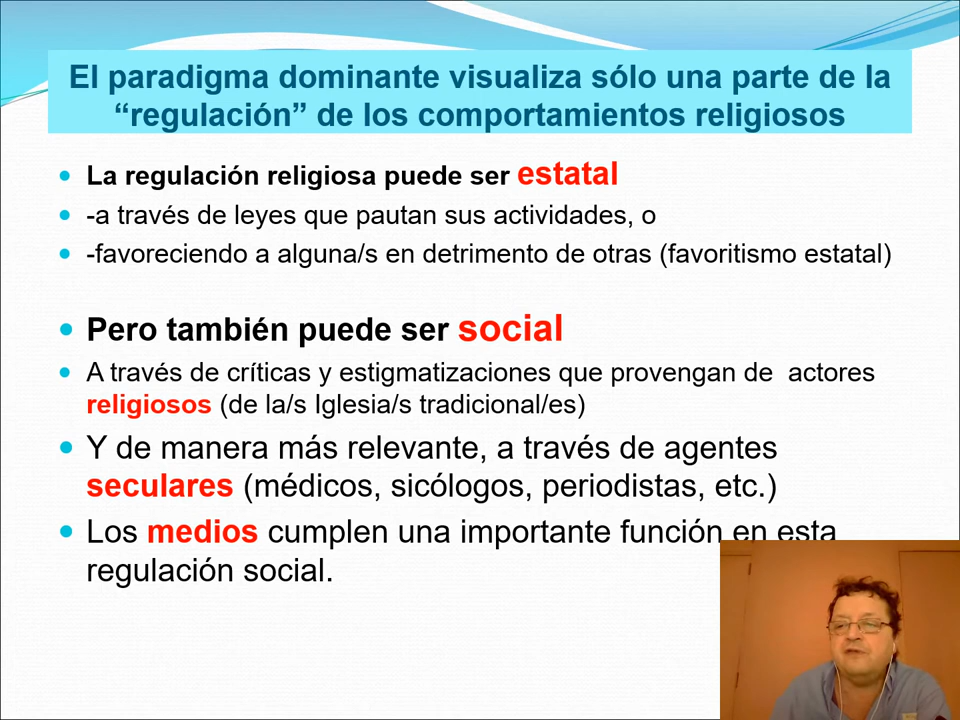 El paradigma dominante visualiza sólo una parte de la
“regulación” de los comportamientos religiosos
La regulación religiosa puede ser estatal
-a través de leyes que pautan sus actividades, o
-favoreciendo a alguna/s en detrimento de otras (favoritismo estatal)
Pero también puede ser social
A través de críticas y estigmatizaciones que provengan de actores
religiosos (de la/s Iglesia/s tradicional/es)
Y de manera más relevante, a través de agentes
seculares (médicos, sicólogos, periodistas, etc.)
Los medios cumplen una importante función en esta
regulación social.